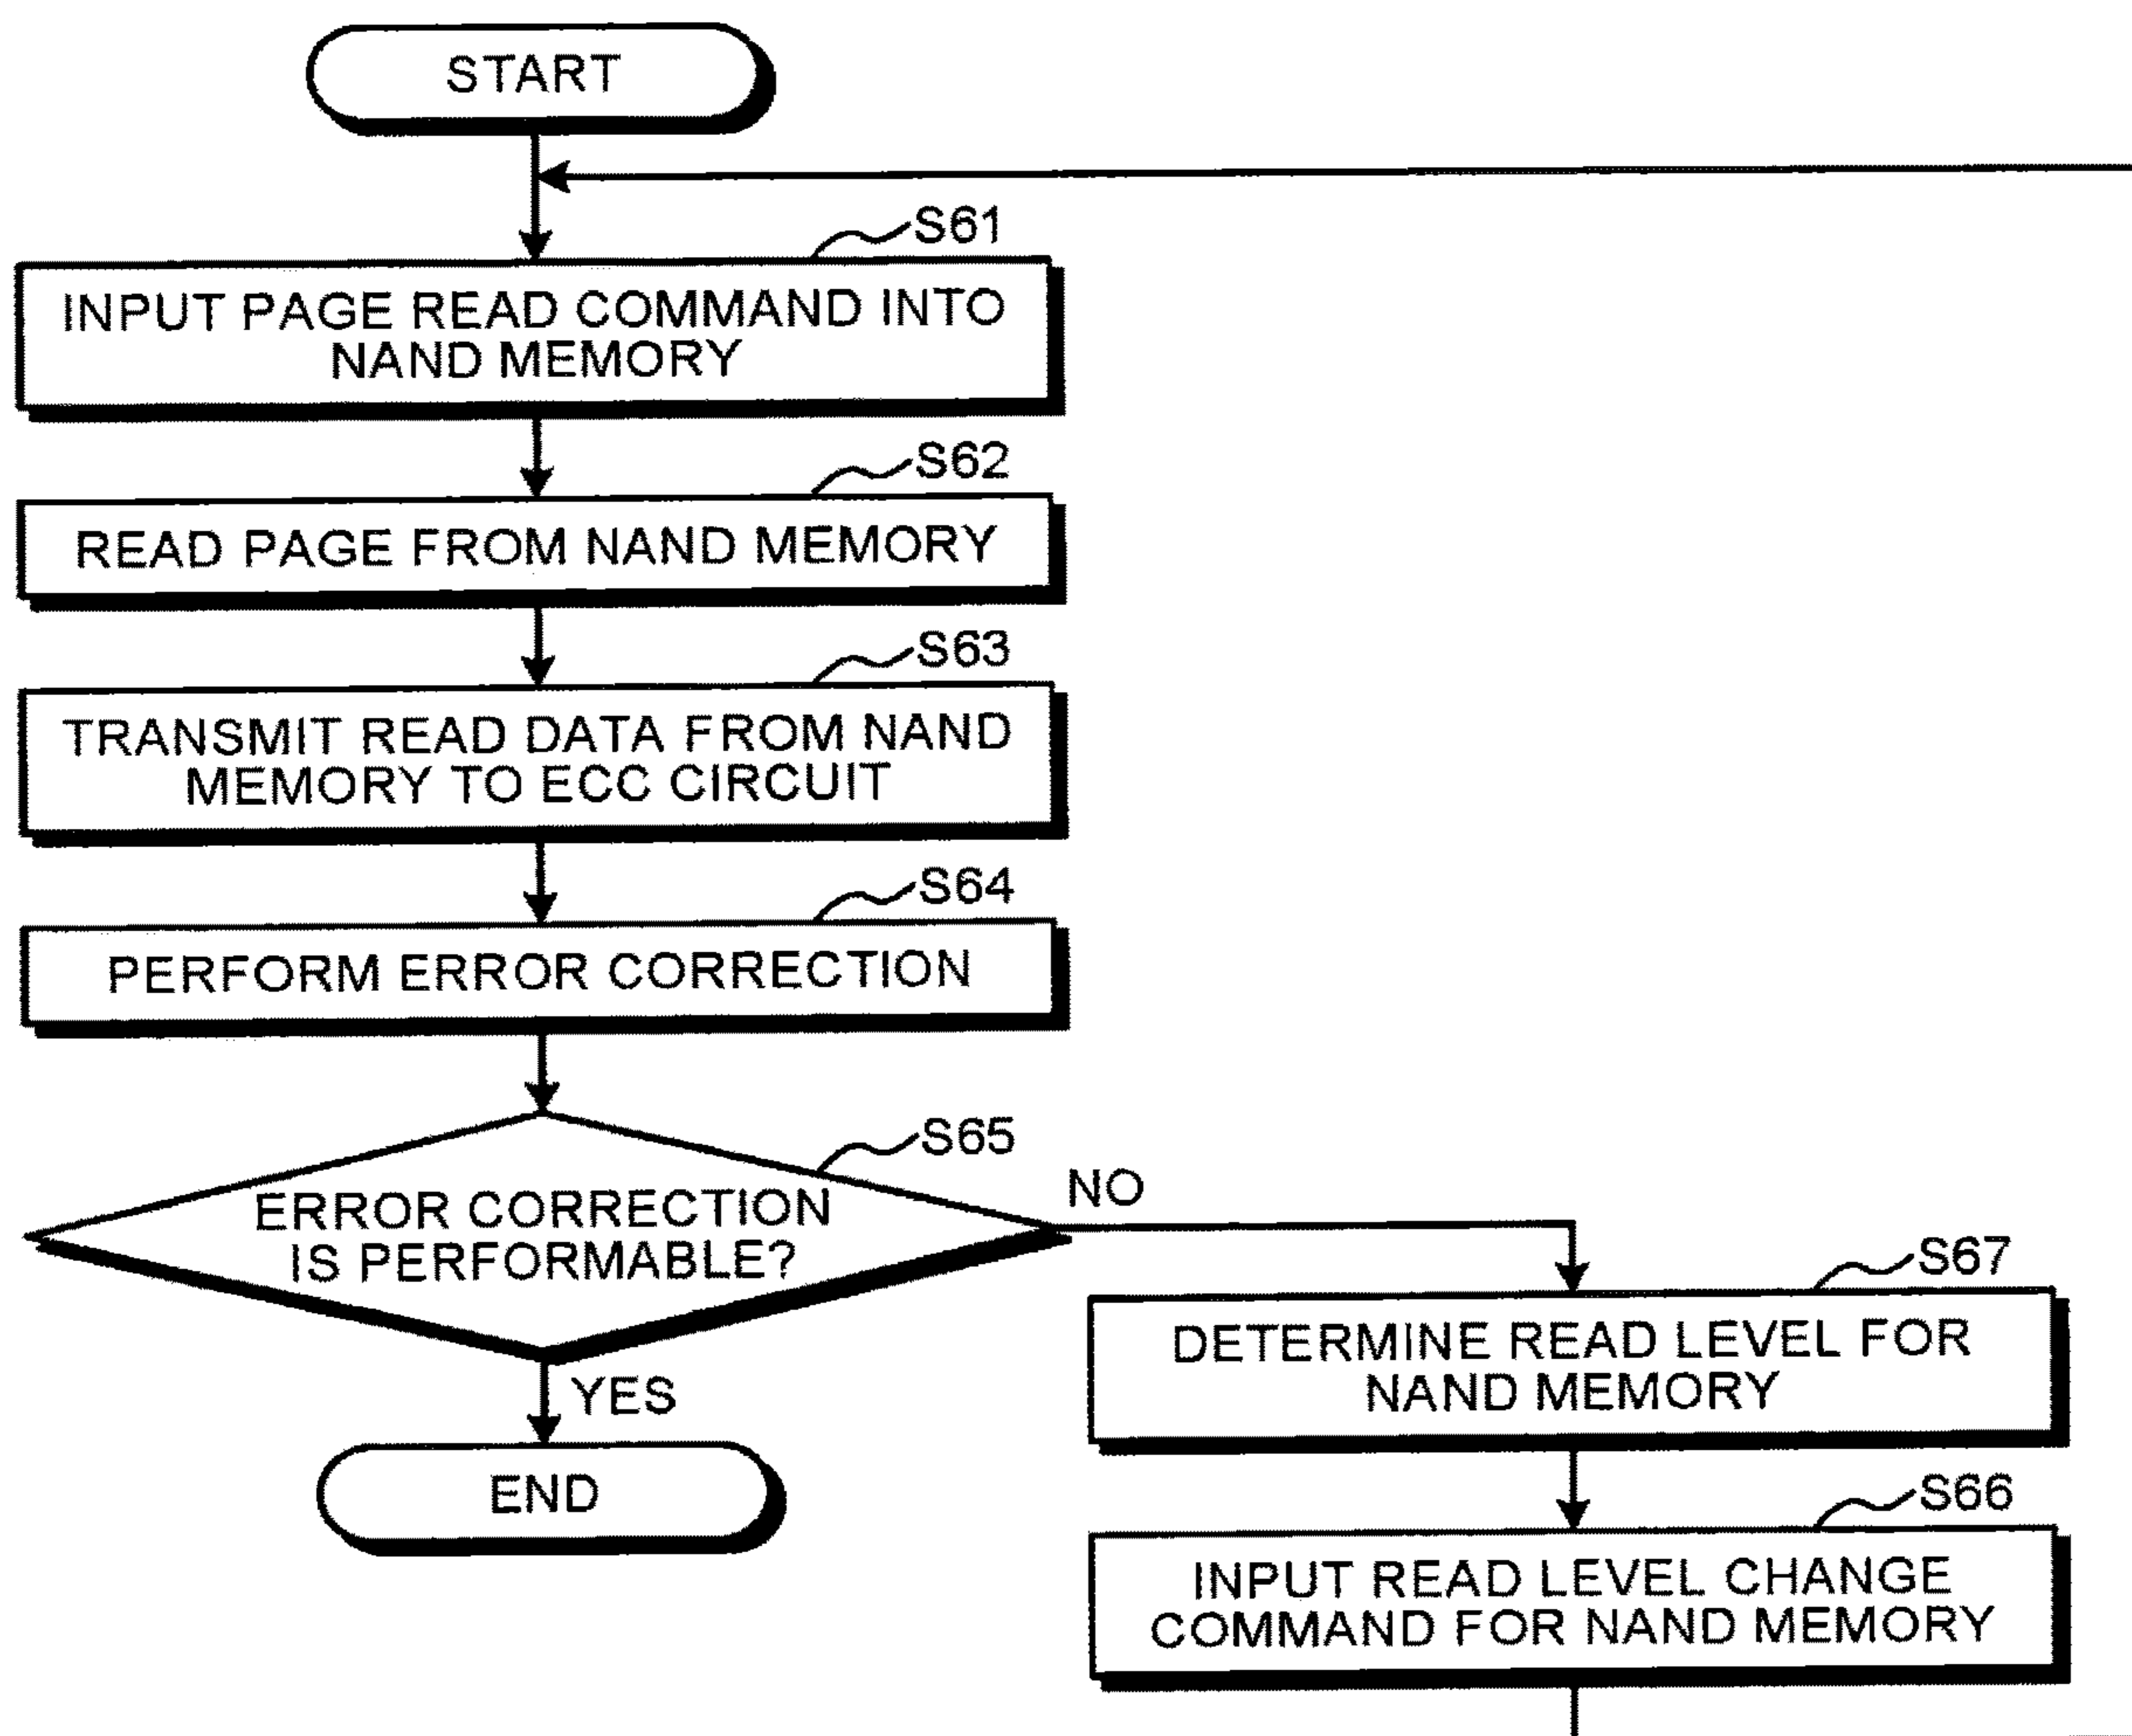 START
S61
INPUT PAGE READ COMMAND INTO
NAND MEMORY
S62
READ PAGE FROM NAND MEMORY
S63
TRANSMIT READ DATA FROM NAND
MEMORY TO ECC CIRCUIT
S64
PERFORM ERROR CORRECTION
S65
ERROR CORRECTION
IS PERFORMABLE?
NO
YES
END
S67
DETERMINE READ LEVEL FOR
NAND MEMORY
S66
INPUT READ LEVEL CHANGE
COMMAND FOR NAND MEMORY